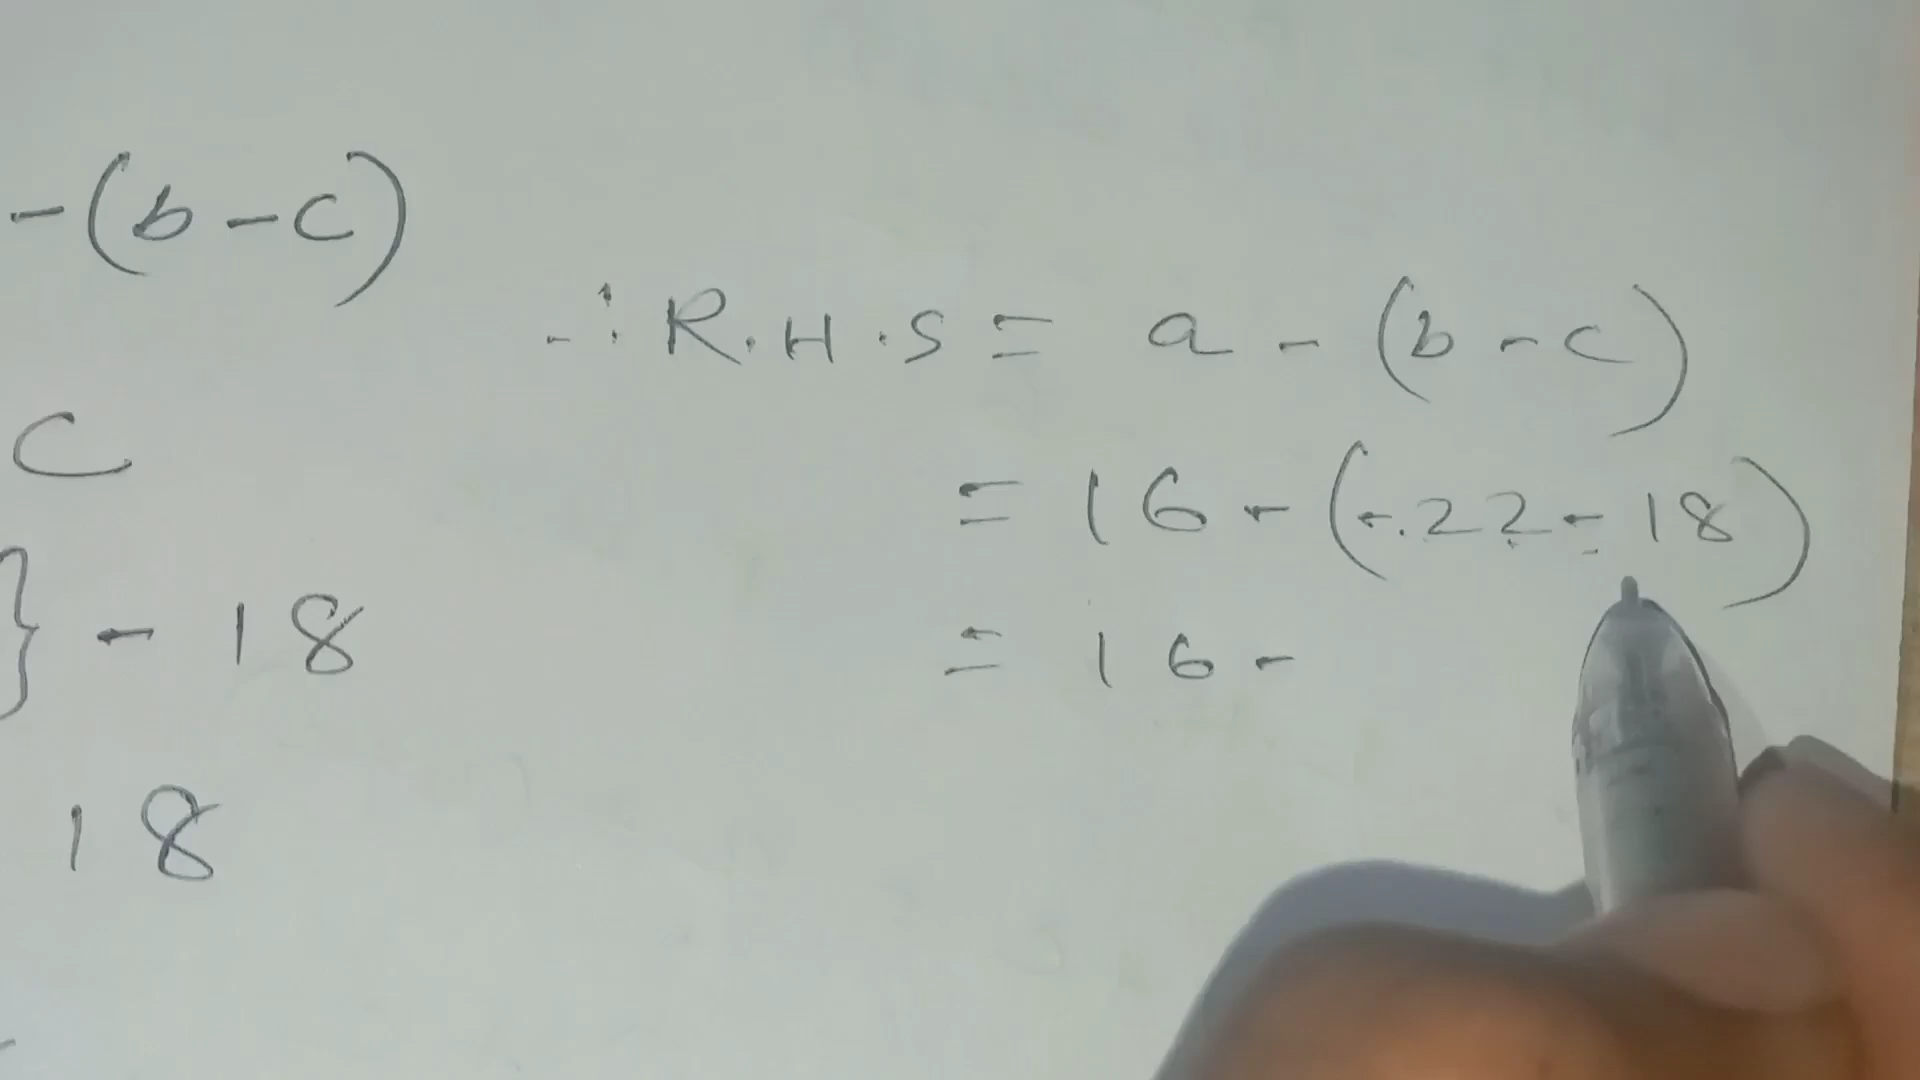 -(b-c)
∴ R.H.S = a - (b - c)
c
= 16 - (-22 - 18)
} - 18
= 16 -
18